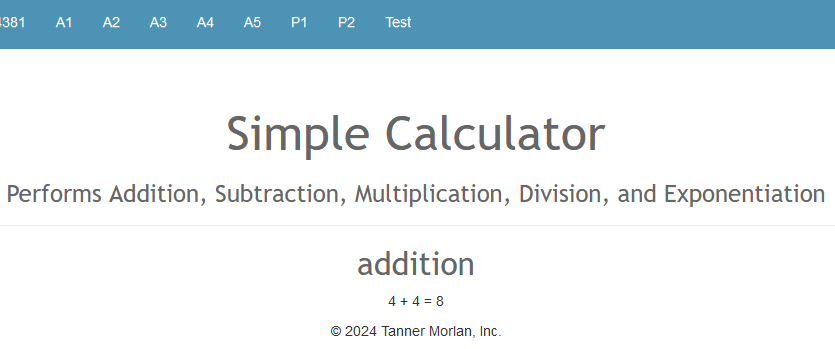 4381 A1 A2 A3 A4 A5 P1 P2 Test
Simple Calculator
Performs Addition, Subtraction, Multiplication, Division, and Exponentiation
addition
4 + 4 = 8
© 2024 Tanner Morlan, Inc.